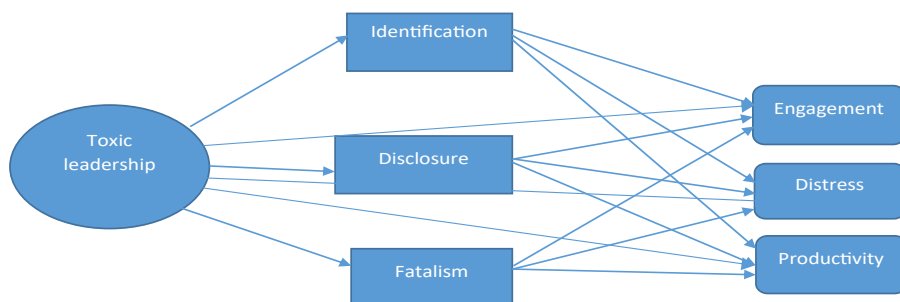 Identification
Engagement
Toxic
leadership
Disclosure
Distress
Fatalism
Productivity